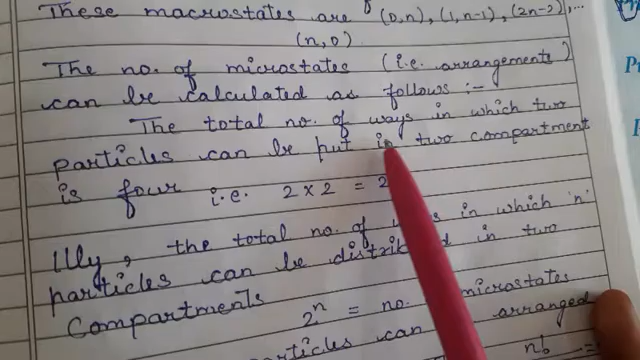 These macrostates are (0,n), (1,n-1), (2n-2), ...
(n,0)
The no. of microstates (i.e. arrangements)
can be calculated as follows :-
The total no. of ways in which two
particles can be put in two compartment
is four i.e. 2 x 2 = 2
Illy, the total no. of in which 'n'
particles can be in two
Compartments
2ⁿ = no. microstates
particles can arranged